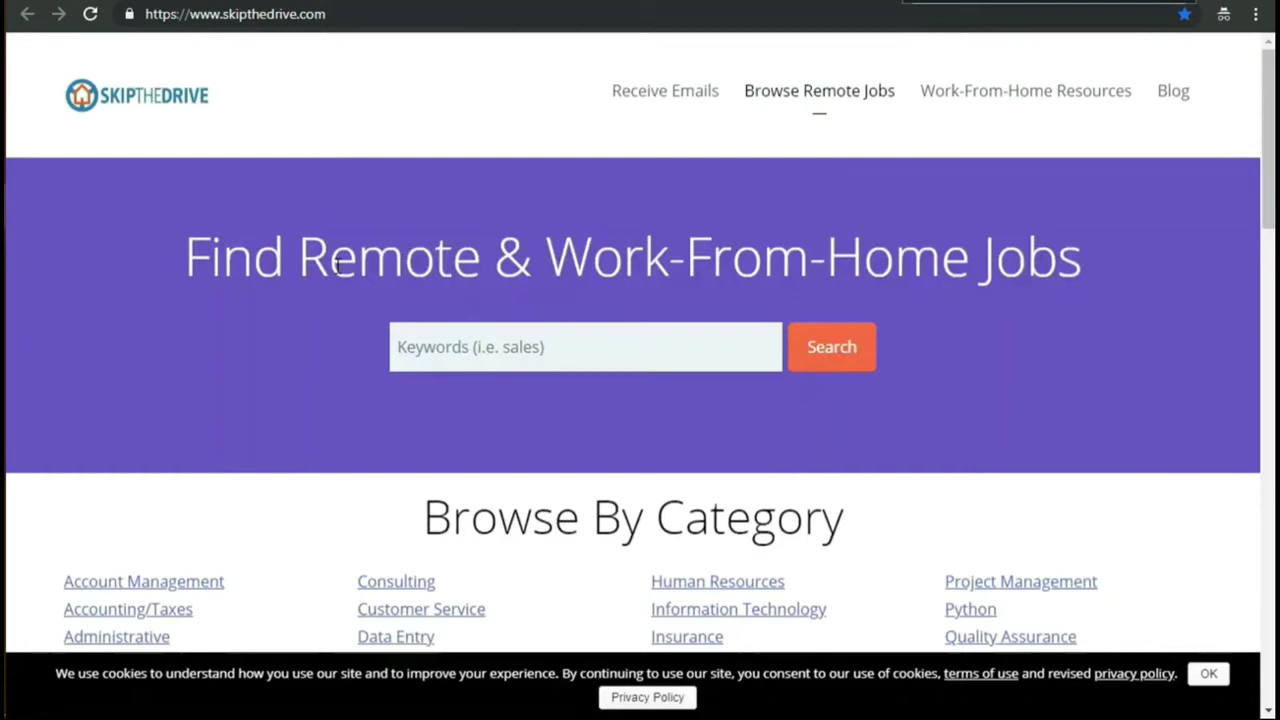 https://www.skipthedrive.com
SKIPTHEDRIVE
Receive Emails
Browse Remote Jobs
Work-From-Home Resources
Blog
Find Remote & Work-From-Home Jobs
Keywords (i.e. sales)
Search
Browse By Category
Account Management
Consulting
Human Resources
Project Management
Accounting/Taxes
Customer Service
Information Technology
Python
Administrative
Data Entry
Insurance
Quality Assurance
We use cookies to understand how you use our site and to improve your experience. By continuing to use our site, you consent to our use of cookies, terms of use and revised privacy policy.
OK
Privacy Policy